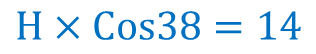 H × Cos38 = 14